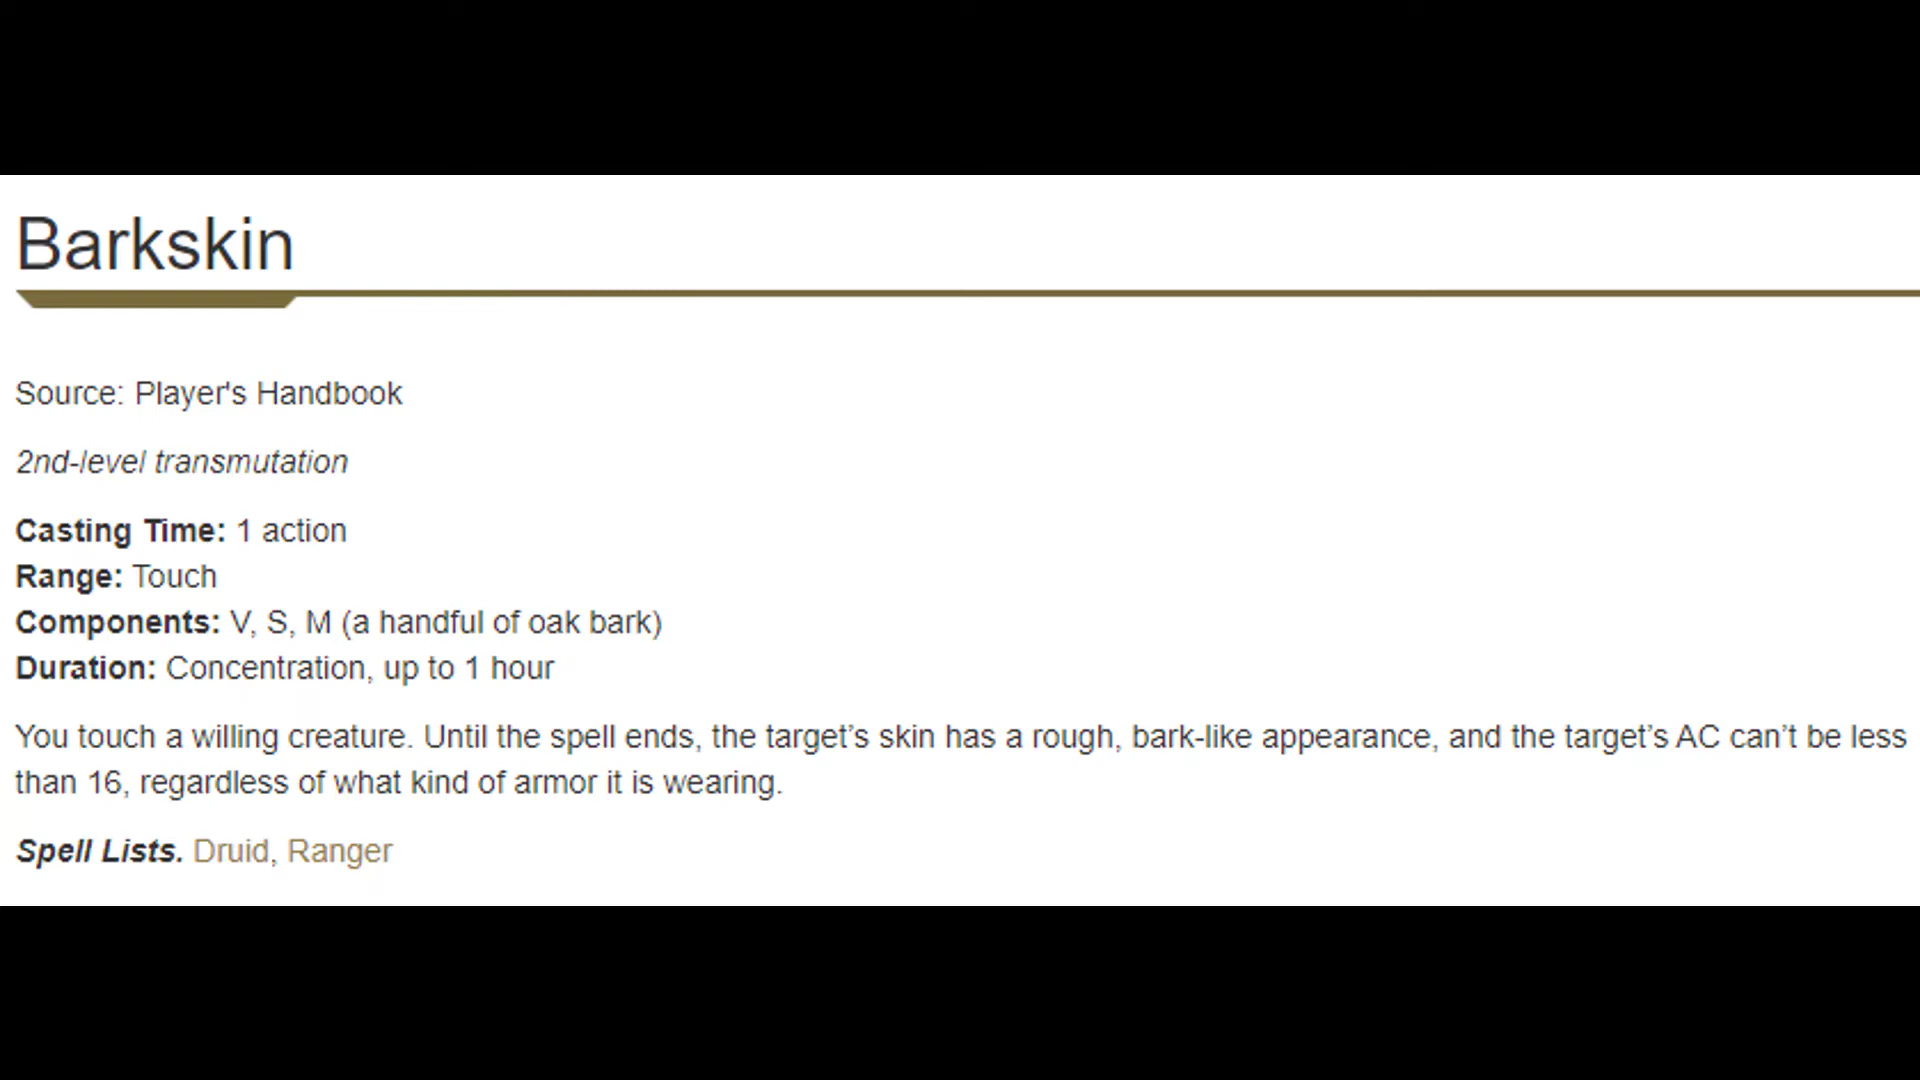 Barkskin
Source: Player's Handbook
2nd-level transmutation
Casting Time: 1 action
Range: Touch
Components: V, S, M (a handful of oak bark)
Duration: Concentration, up to 1 hour
You touch a willing creature. Until the spell ends, the target’s skin has a rough, bark-like appearance, and the target’s AC can’t be less
than 16, regardless of what kind of armor it is wearing.
Spell Lists. Druid, Ranger